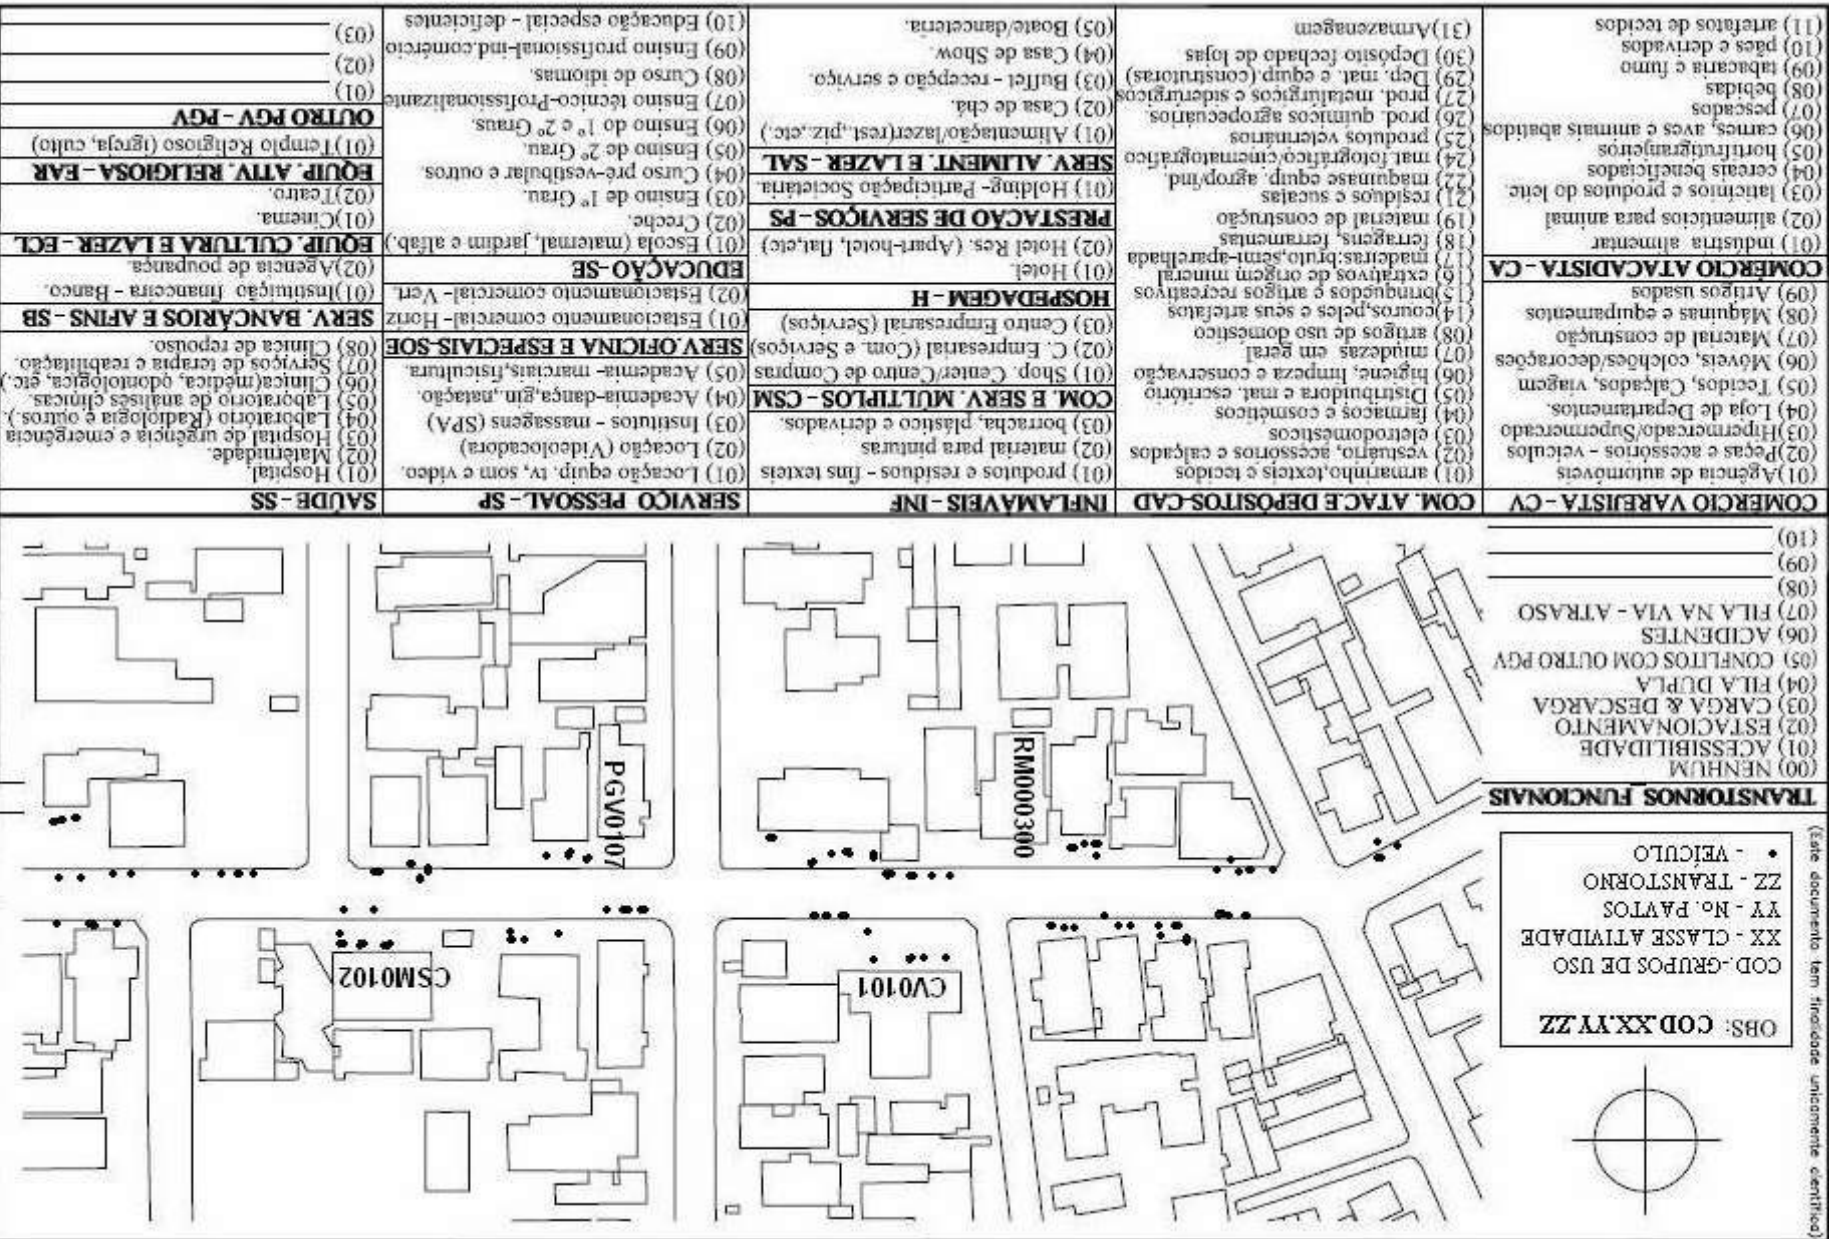 (Este documento tem finalidade unicamente científica)
OBS: COD.XX.YY.ZZ
COD-GRUPOS DE USO
XX - CLASSE ATIVIDADE
YY - No. PAVTOS
ZZ - TRANSTORNO
• - VEÍCULO
TRANSTORNOS FUNCIONAIS
(00) NENHUM
(01) ACESSIBILIDADE
(02) ESTACIONAMENTO
(03) CARGA & DESCARGA
(04) FILA DUPLA
(05) CONFLITOS COM OUTRO PGV
(06) ACIDENTES
(07) FILA NA VIA - ATRASO
(08)
(09)
(10)
CV0101
CSM0102
RM000300
PGV0107
COMÉRCIO VAREJISTA - CV
(01)Agência de automóveis
(02)Peças e acessórios - veículos
(03)Hipermercado/Supermercado
(04) Loja de Departamentos.
(05) Tecidos, Calçados, viagem
(06) Móveis, colchões/decorações
(07) Material de construção
(08) Máquinas e equipamentos
(09) Artigos usados
COMÉRCIO ATACADISTA - CA
(01) indústria alimentar
(02) alimentícios para animal
(03) laticínios e produtos do leite
(04) cereais beneficiados
(05) hortifrutigranjeiros
(06) carnes, aves e animais abatidos
(07) pescados
(08) bebidas
(09) tabacaria e fumo
(10) pães e derivados
(11) artefatos de tecidos
COM. ATAC.E DEPÓSITOS-CAD
(01) armarinho,texteis e tecidos
(02) vestuário, acessórios e calçados
(03) eletrodomésticos
(04) farmacos e cosméticos
(05) Distribuidora e mat. escritório
(06) higiene, limpeza e conservação
(07) miudezas em geral
(08) artigos de uso doméstico
(14)couros,peles e seus artefatos
(15)brinquedos e artigos recreativos
(16) extrativos de origem mineral
(17) madeiras:bruto,semi-aparelhada
(18) ferragens, ferramentas
(19) material de construção
(21) resíduos e sucatas
(22) maquinase equip. agrop/ind.
(24) mat.fotográfico/cinematográfico
(25) produtos veterinários
(26) prod. químicos agropecuários.
(27) prod. metalúrgicos e siderúrgicos
(29) Dep. mat. e equip.(construtoras)
(30) Depósito fechado de lojas
(31)Armazenagem
INFLAMÁVEIS - INF
(01) produtos e resíduos - fins texteis
(02) material para pinturas
(03) borracha, plástico e derivados.
COM. E SERV. MÚLTIPLOS - CSM
(01) Shop. Center/Centro de Compras
(02) C. Empresarial (Com. e Serviços)
(03) Centro Empresarial (Serviços)
HOSPEDAGEM - H
(01) Hotel.
(02) Hotel Res. (Apart-hotel, flat,etc)
PRESTAÇÃO DE SERVIÇOS - PS
(01) Holding- Participação Societária.
SERV. ALIMENT. E LAZER - SAL
(01) Alimentação/lazer(rest.,piz.,etc.)
(02) Casa de chá.
(03) Buffet - recepção e serviço.
(04) Casa de Show.
(05) Boate/danceteria.
SERVIÇO PESSOAL - SP
(01) Locação equip. tv, som e vídeo.
(02) Locação (Videolocadora)
(03) Institutos - massagens (SPA)
(04) Academia-dança,gin.,natação.
(05) Academia- marciais,fisicultura.
SERV.OFICINA E ESPECIAIS-SOE
(01) Estacionamento comercial- Horiz
(02) Estacionamento comercial- Vert.
EDUCAÇÃO-SE
(01) Escola (maternal, jardim e alfab.)
(02) Creche.
(03) Ensino de 1º Grau.
(04) Curso pré-vestibular e outros.
(05) Ensino de 2º Grau.
(06) Ensino do 1º e 2º Graus.
(07) Ensino técnico-Profissionalizante
(08) Curso de idiomas.
(09) Ensino profissional-ind.comércio
(10) Educação especial - deficientes
SAÚDE - SS
(01) Hospital.
(02) Maternidade.
(03) Hospital de urgência e emergência
(04) Laboratório (Radiologia e outros.).
(05) Laboratório de análises clínicas.
(06) Clínica(médica, odontológica, etc.)
(07) Serviços de terapia e reabilitação.
(08) Clínica de repouso.
SERV. BANCÁRIOS E AFINS - SB
(01)Instituição financeira - Banco.
(02)Agencia de poupança.
EQUIP. CULTURA E LAZER - ECL
(01)Cinema.
(02)Teatro.
EQUIP. ATIV. RELIGIOSA - EAR
(01)Templo Religioso (igreja, culto)
OUTRO PGV - PGV
(01)
(02)
(03)